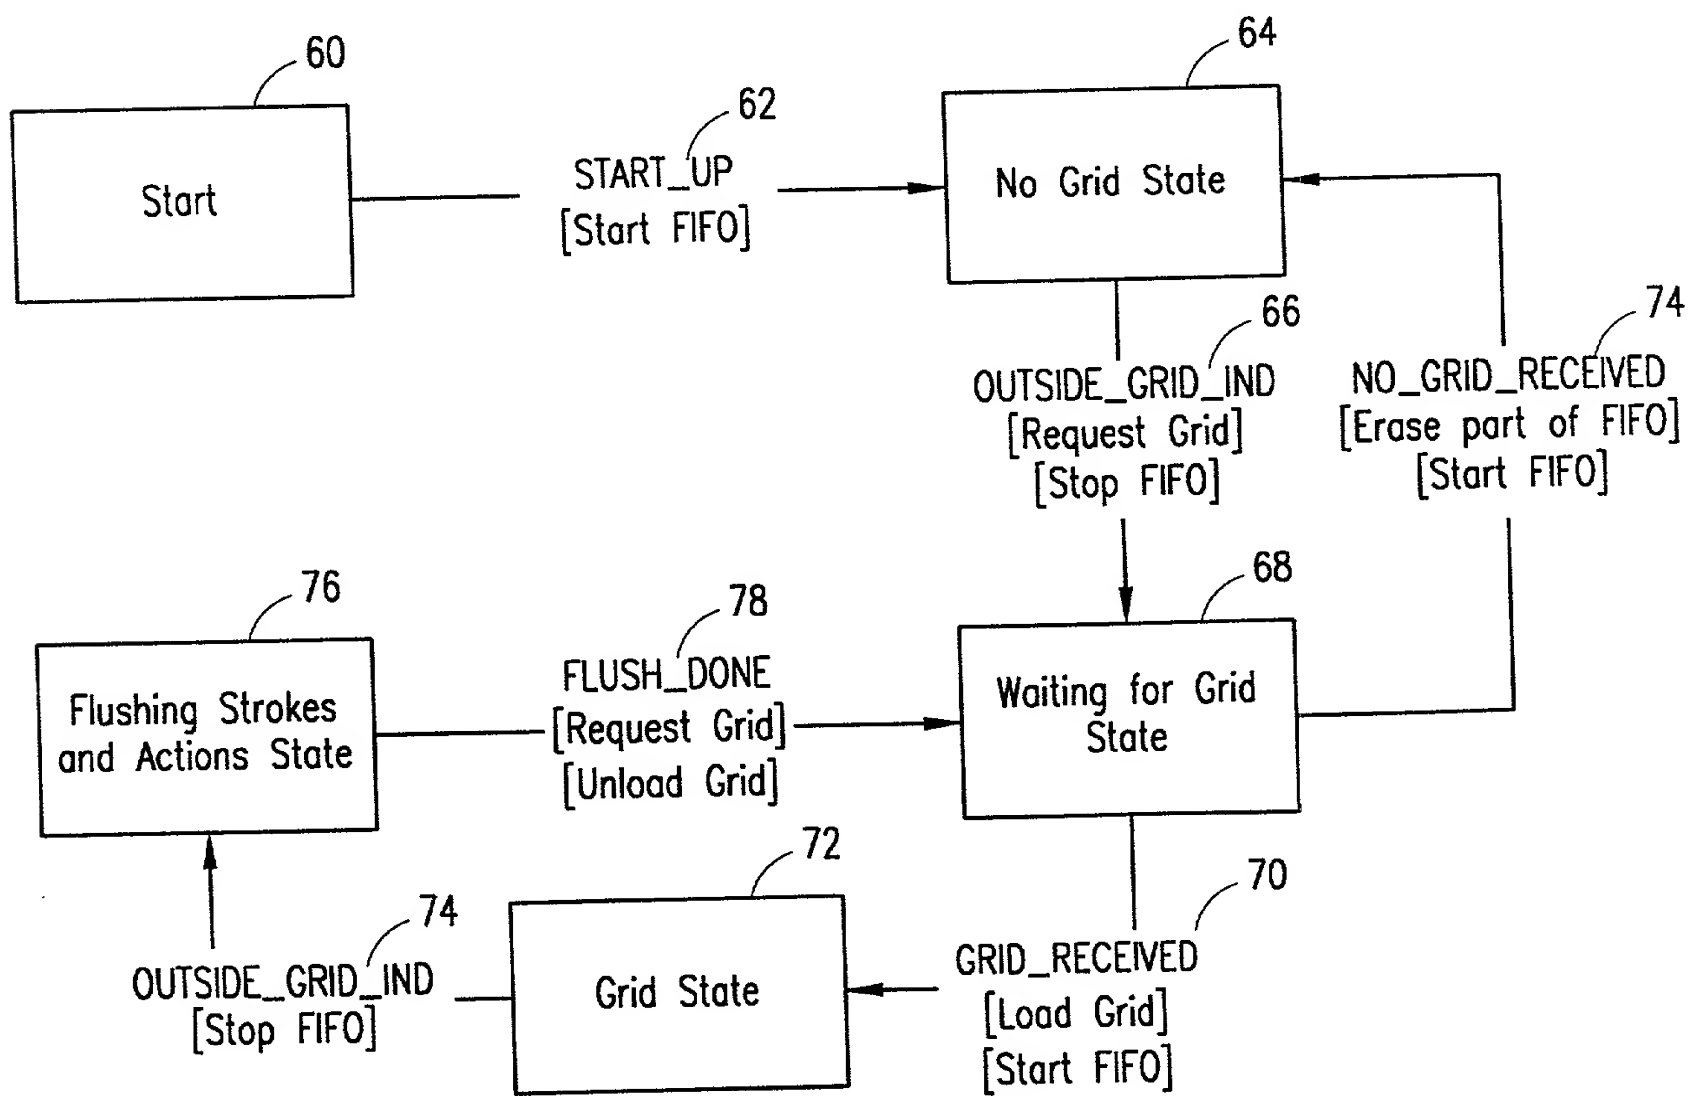 60
Start
62
START_UP
[Start FIFO]
64
No Grid State
66
OUTSIDE_GRID_IND
[Request Grid]
[Stop FIFO]
74
NO_GRID_RECEIVED
[Erase part of FIFO]
[Start FIFO]
76
Flushing Strokes
and Actions State
78
FLUSH_DONE
[Request Grid]
[Unload Grid]
68
Waiting for Grid
State
74
OUTSIDE_GRID_IND
[Stop FIFO]
72
Grid State
70
GRID_RECEIVED
[Load Grid]
[Start FIFO]